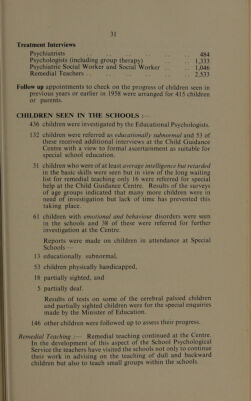 31
Treatment Interviews
Psychiatrists .. .. .. .. .. .. 484
Psychologists (including group therapy) .. .. 1,333
Psychiatric Social Worker and Social Worker .. .. 1,046
Remedial Teachers .. .. .. .. .. .. 2,533
Follow up appointments to check on the progress of children seen in
previous years or earlier in 1958 were arranged for 415 children
or parents.
CHILDREN SEEN IN THE SCHOOLS :—
436 children were investigated by the Educational Psychologists.
132 children were referred as educationally subnormal and 53 of
these received additional interviews at the Child Guidance
Centre with a view to formal ascertainment as suitable for
special school education.
31 children who were of at least average intelligence but retarded
in the basic skills were seen but in view of the long waiting
list for remedial teaching only 16 were referred for special
help at the Child Guidance Centre. Results of the surveys
of age groups indicated that many more children were in
need of investigation but lack of time has prevented this
taking place.
61 children with emotional and behaviour disorders were seen
in the schools and 38 of these were referred for further
investigation at the Centre.
Reports were made on children in attendance at Special
Schools :—
13 educationally subnormal,
53 children physically handicapped,
18 partially sighted, and
5 partially deaf.
Results of tests on some of the cerebral palsied children
and partially sighted children were for the special enquiries
made by the Minister of Education.
146 other children were followed up to assess their progress.
Remedial Teaching :— Remedial teaching continued at the Centre.
In the development of this aspect of the School Psychological
Service the teachers have visited the schools not only to continue
their work in advising on the teaching of dull and backward
children but also to teach small groups within the schools.